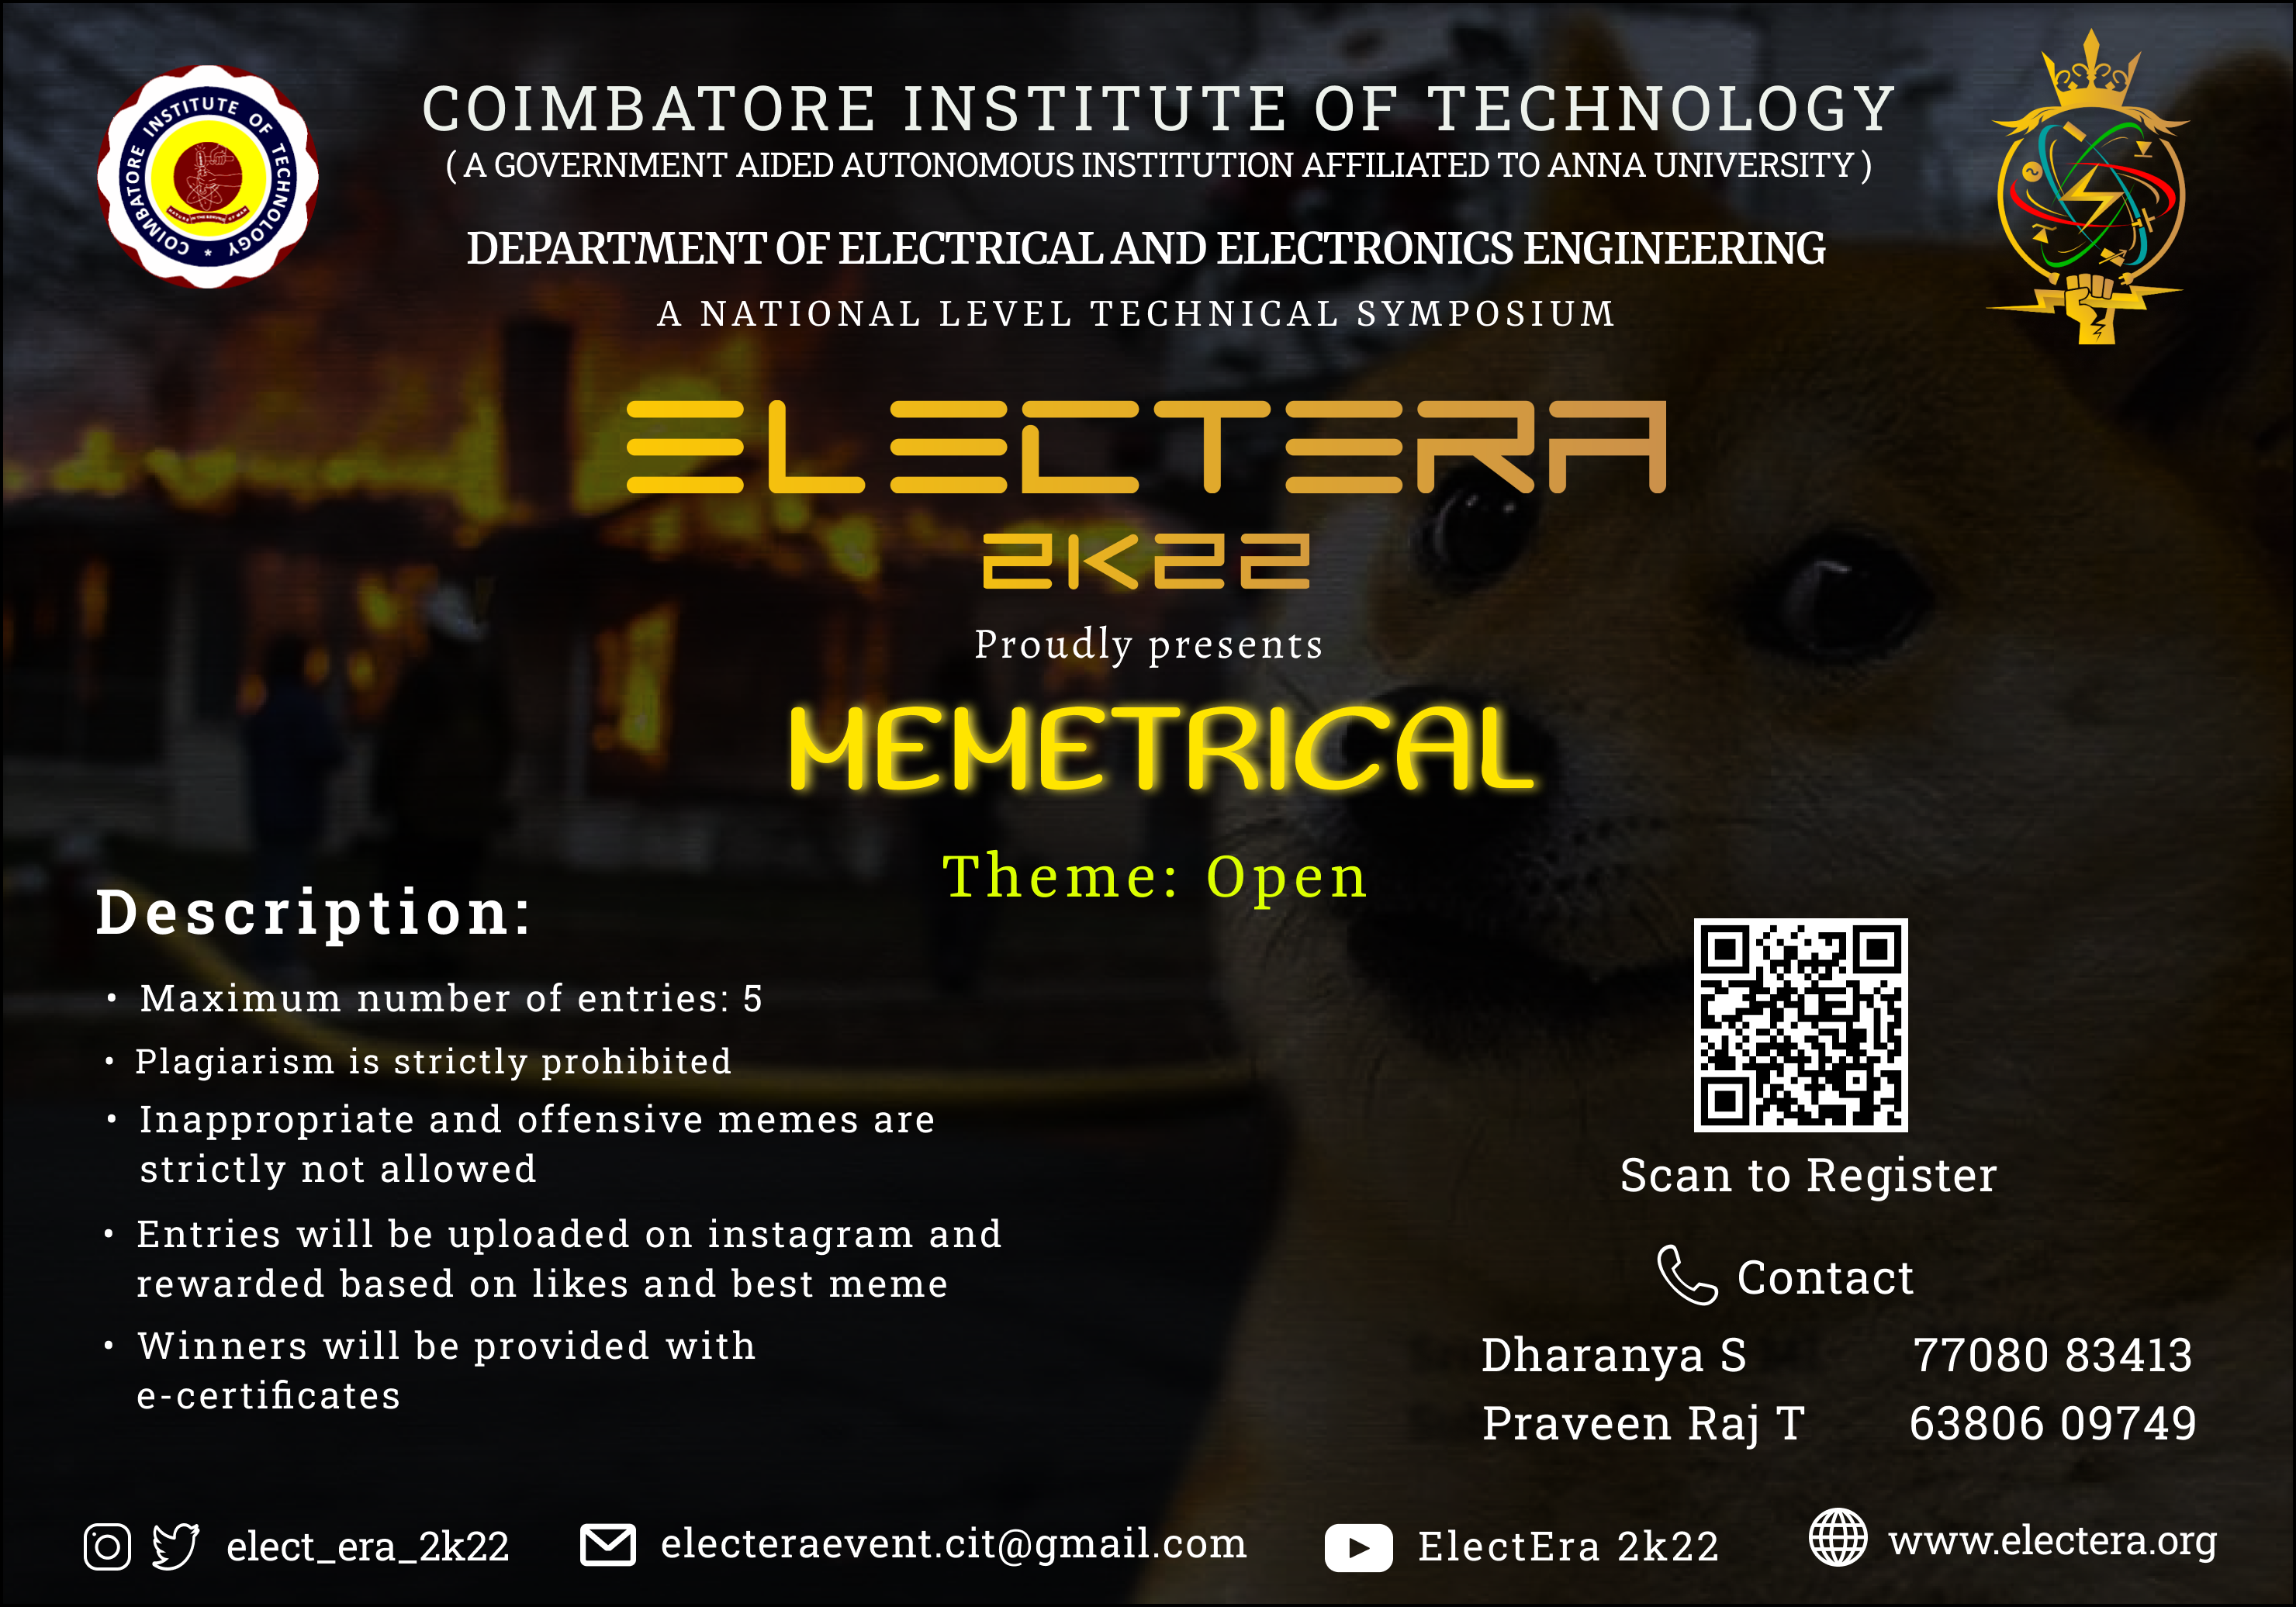 COIMBATORE INSTITUTE OF TECHNOLOGY
COIMBATORE INSTITUTE OF TECHNOLOGY
( A GOVERNMENT AIDED AUTONOMOUS INSTITUTION AFFILIATED TO ANNA UNIVERSITY )
DEPARTMENT OF ELECTRICAL AND ELECTRONICS ENGINEERING
A NATIONAL LEVEL TECHNICAL SYMPOSIUM
ELECTERA
2K22
Proudly presents
MEMETRICAL
Theme: Open
Description:
• Maximum number of entries: 5
• Plagiarism is strictly prohibited
• Inappropriate and offensive memes are
strictly not allowed
• Entries will be uploaded on instagram and
rewarded based on likes and best meme
• Winners will be provided with
e-certificates
Scan to Register
Contact
Dharanya S 77080 83413
Praveen Raj T 63806 09749
elect_era_2k22
electeraevent.cit@gmail.com
ElectEra 2k22
www.electera.org